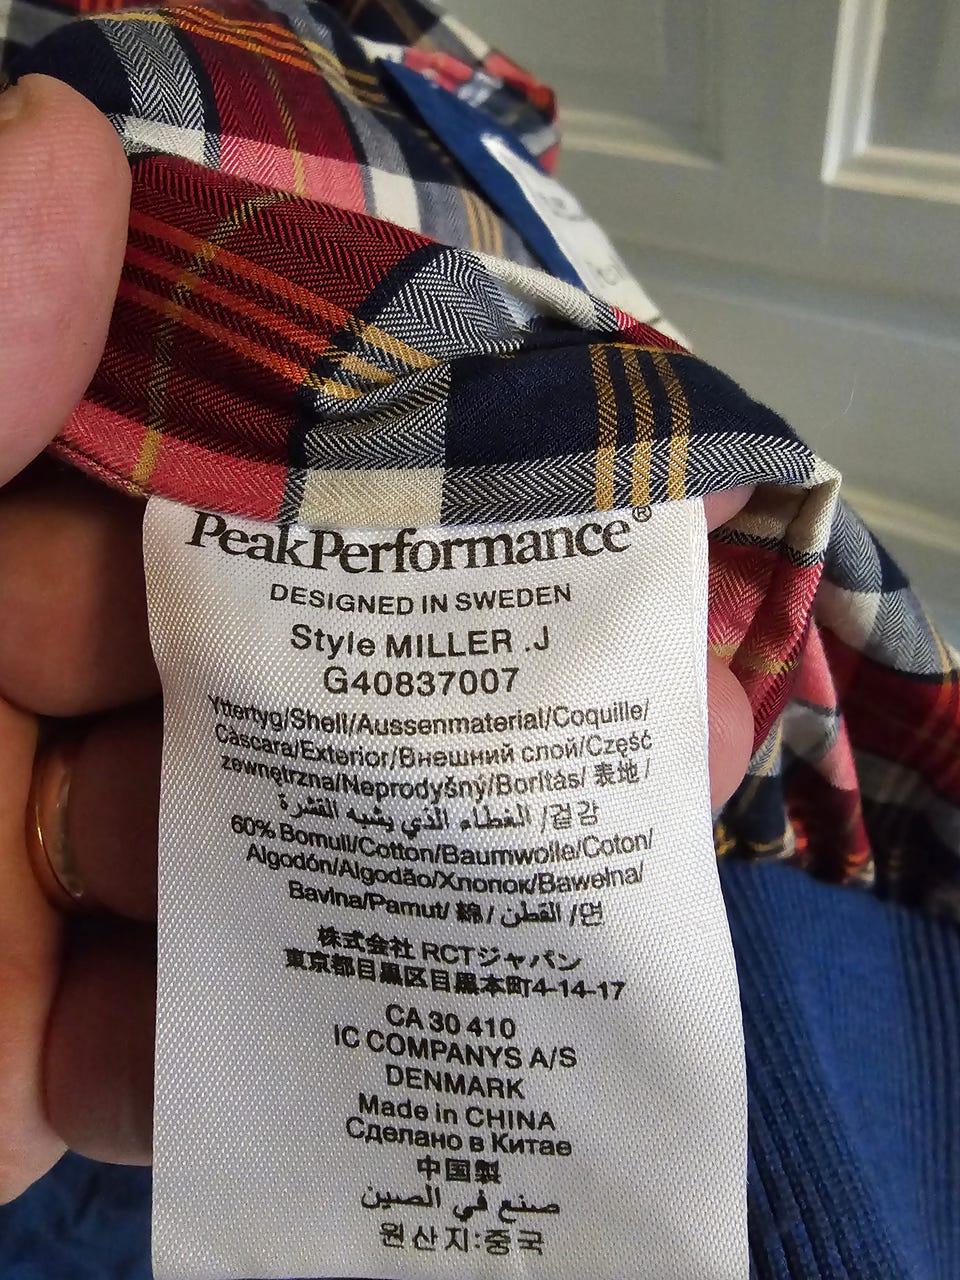 PeakPerformance®
DESIGNED IN SWEDEN
Style MILLER .J
G40837007
Yttertyg/Shell/Aussenmaterial/Coquille/
Càscara/Exterior/Внешний слой/Część
zewnętrzna/Neprodyšný/Borítás/ 表地 /
الغطاء الذي يشبه القشرة /겉감
60% Bomull/Cotton/Baumwolle/Coton/
Algodón/Algodão/Хлопок/Bawełna/
Bavlna/Pamut/ 綿 / القطن /면
株式会社 RCTジャパン
東京都目黒区目黒本町4-14-17
CA 30 410
IC COMPANYS A/S
DENMARK
Made in CHINA
Сделано в Китае
中国製
صنع في الصين
원산지:중국